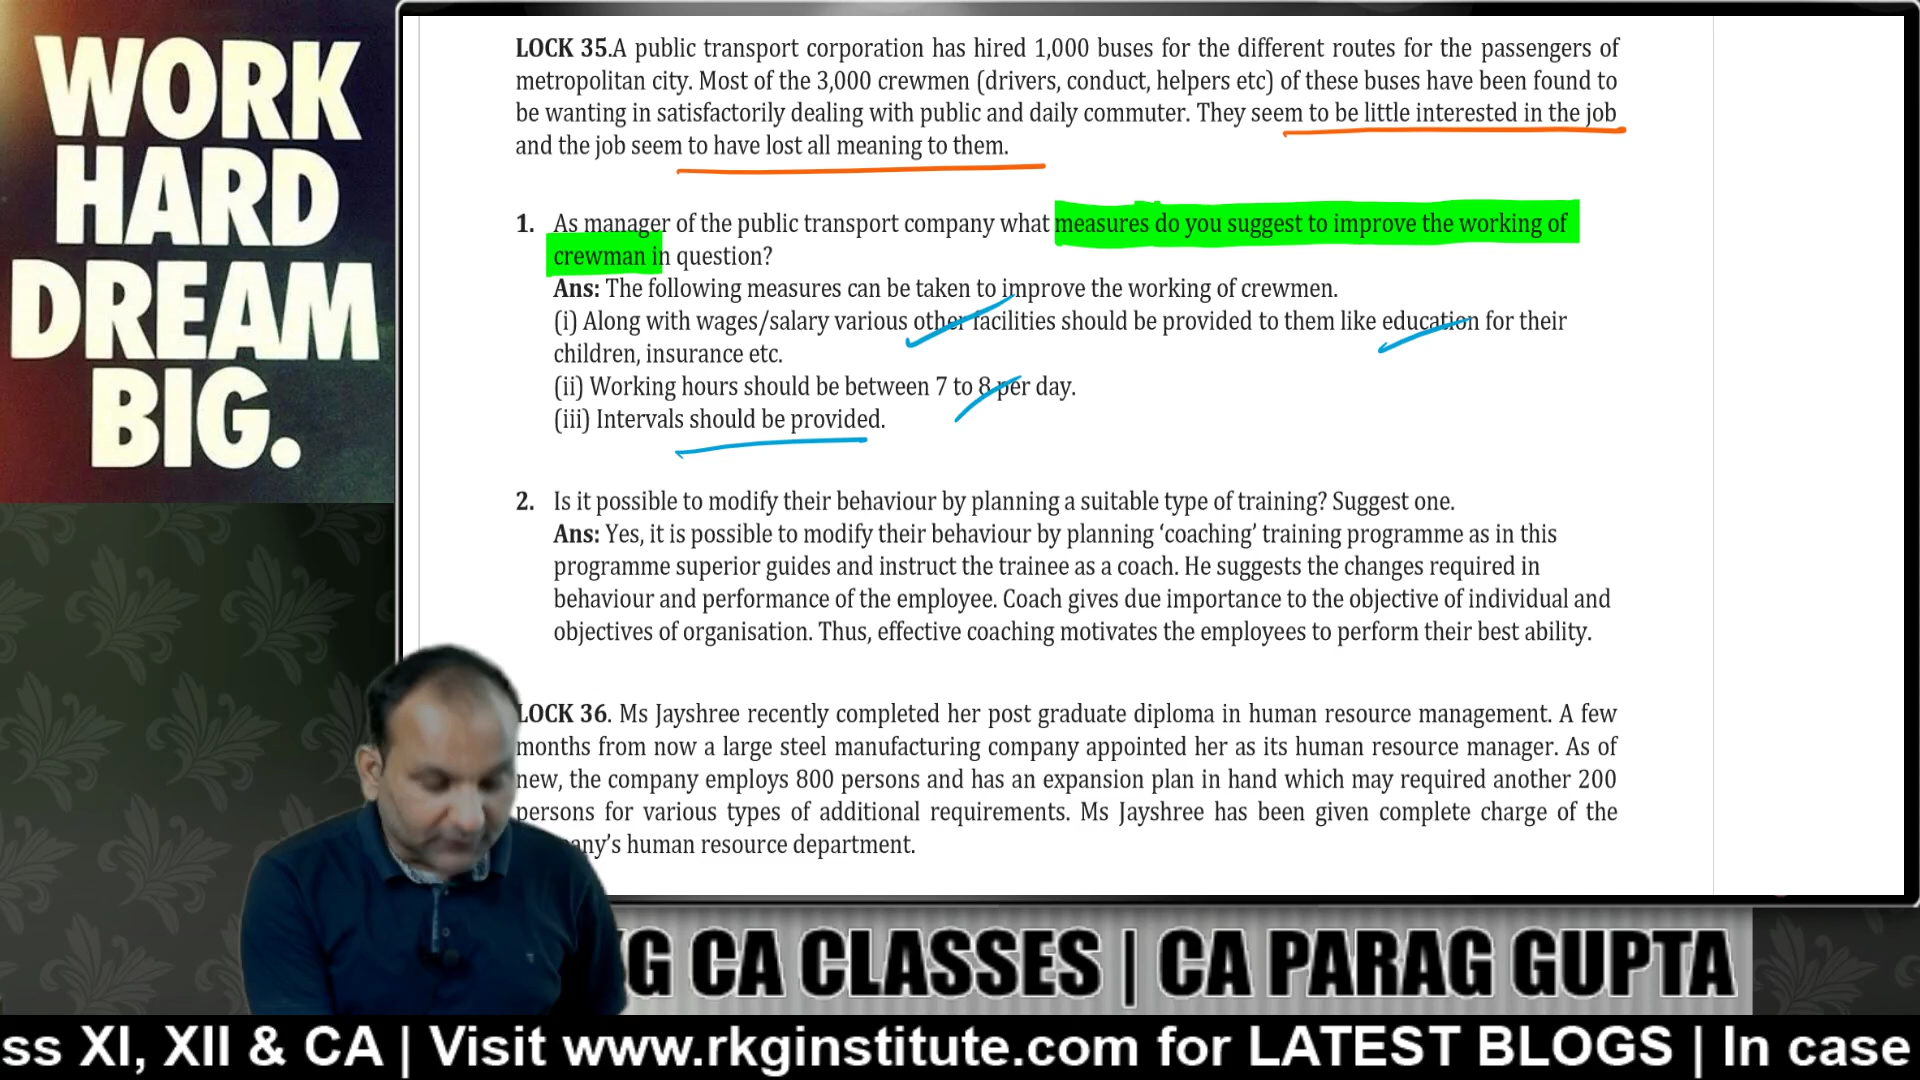 WORK
HARD
DREAM
BIG.
LOCK 35.A public transport corporation has hired 1,000 buses for the different routes for the passengers of
metropolitan city. Most of the 3,000 crewmen (drivers, conduct, helpers etc) of these buses have been found to
be wanting in satisfactorily dealing with public and daily commuter. They seem to be little interested in the job
and the job seem to have lost all meaning to them.
1. As manager of the public transport company what measures do you suggest to improve the working of
crewman in question?
Ans: The following measures can be taken to improve the working of crewmen.
(i) Along with wages/salary various other facilities should be provided to them like education for their
children, insurance etc.
(ii) Working hours should be between 7 to 8 per day.
(iii) Intervals should be provided.
2. Is it possible to modify their behaviour by planning a suitable type of training? Suggest one.
Ans: Yes, it is possible to modify their behaviour by planning ‘coaching’ training programme as in this
programme superior guides and instruct the trainee as a coach. He suggests the changes required in
behaviour and performance of the employee. Coach gives due importance to the objective of individual and
objectives of organisation. Thus, effective coaching motivates the employees to perform their best ability.
LOCK 36. Ms Jayshree recently completed her post graduate diploma in human resource management. A few
months from now a large steel manufacturing company appointed her as its human resource manager. As of
new, the company employs 800 persons and has an expansion plan in hand which may required another 200
persons for various types of additional requirements. Ms Jayshree has been given complete charge of the
any’s human resource department.
G CA CLASSES | CA PARAG GUPTA
ss XI, XII & CA | Visit www.rkginstitute.com for LATEST BLOGS | In case